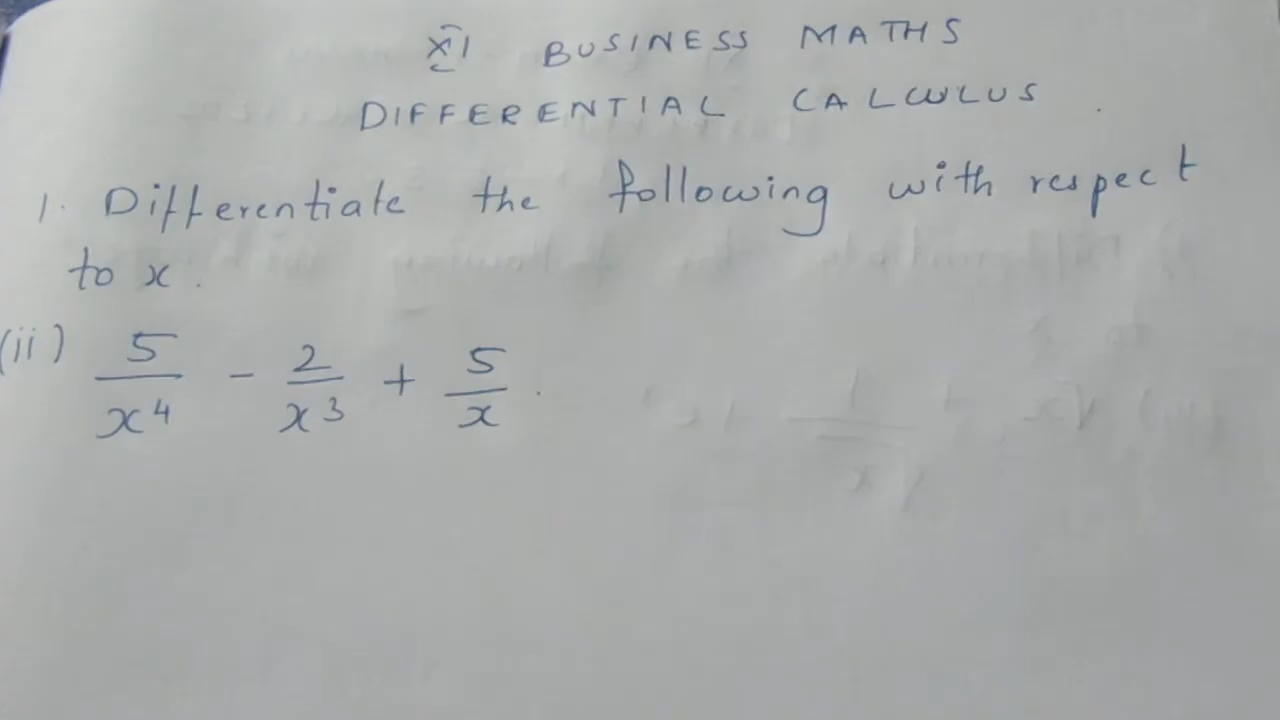 XI BUSINESS MATHS
DIFFERENTIAL CALCULUS.
1. Differentiate the following with respect
to x.
(ii) 5/x⁴ - 2/x³ + 5/x.